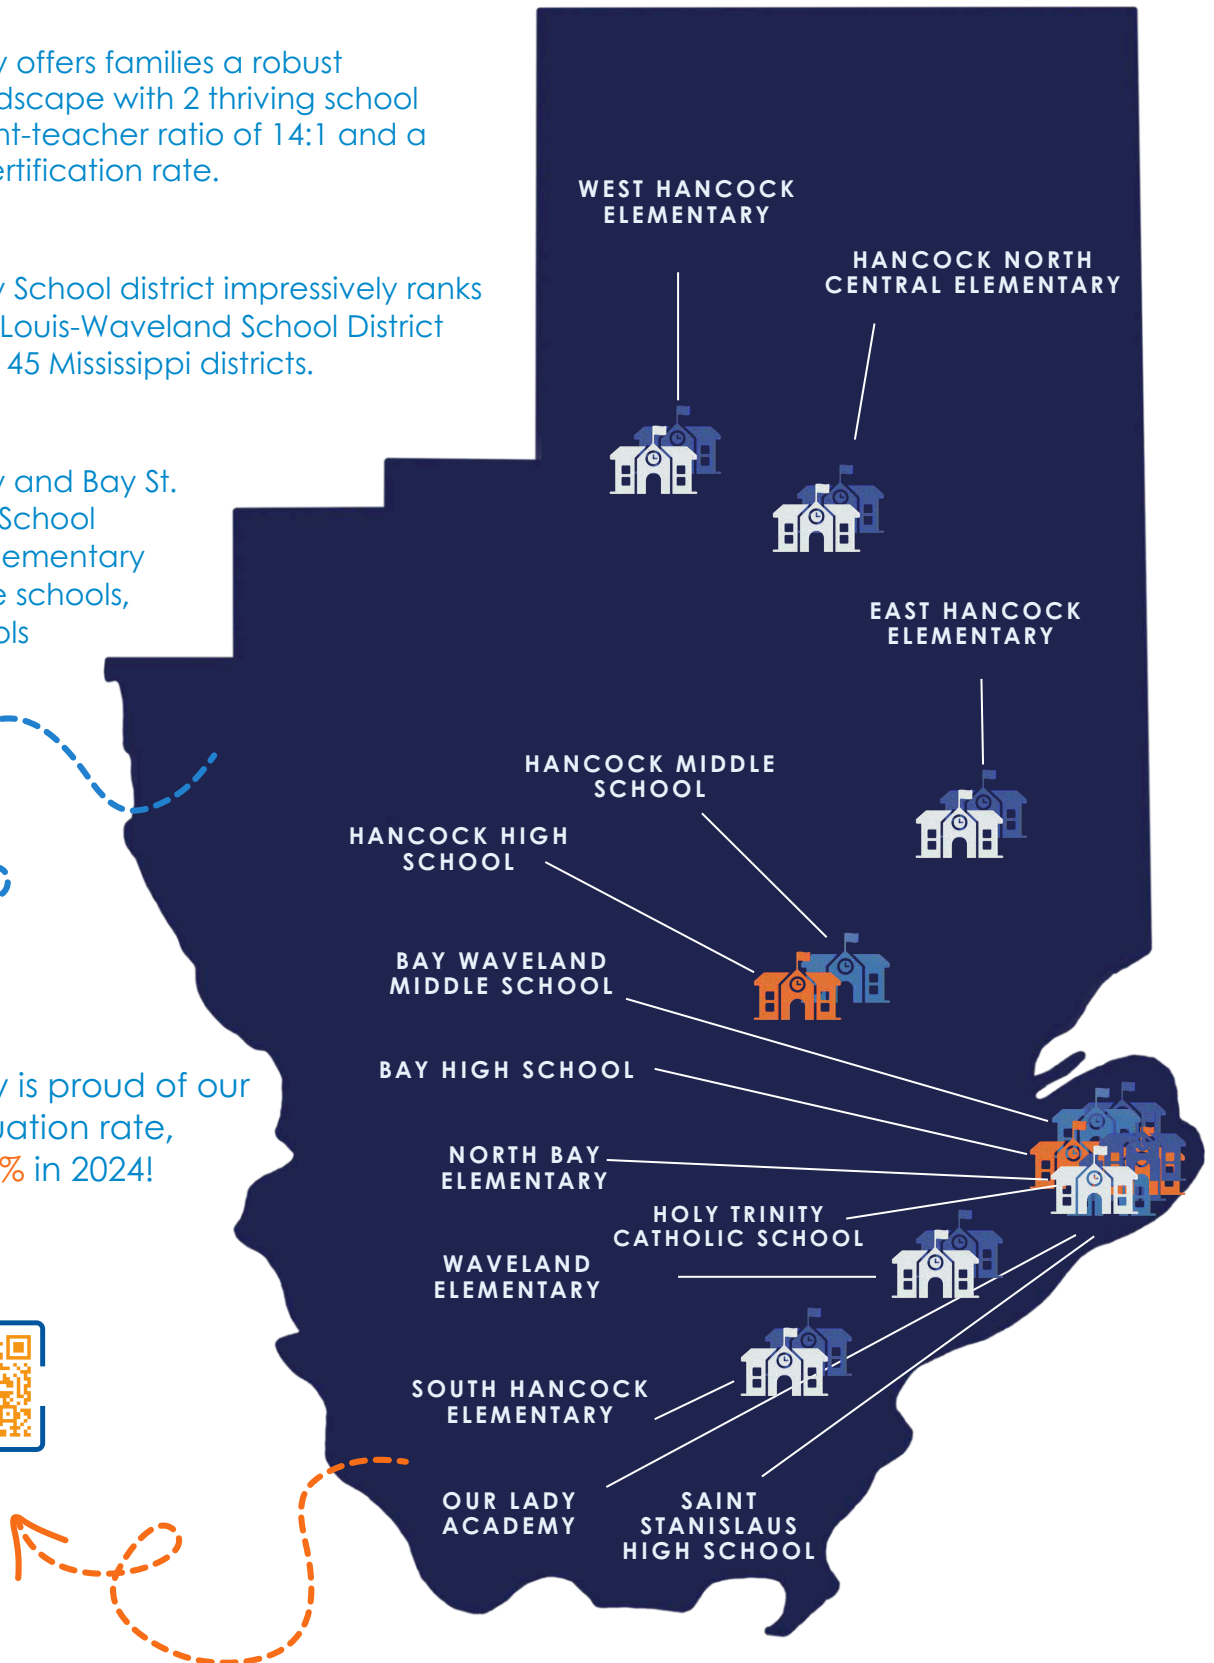 y offers families a robust
dscape with 2 thriving school
nt-teacher ratio of 14:1 and a
ertification rate.
y School district impressively ranks
Louis-Waveland School District
45 Mississippi districts.
y and Bay St.
School
lementary
e schools,
ols
y is proud of our
uation rate,
% in 2024!
WEST HANCOCK
ELEMENTARY
HANCOCK NORTH
CENTRAL ELEMENTARY
EAST HANCOCK
ELEMENTARY
HANCOCK MIDDLE
SCHOOL
HANCOCK HIGH
SCHOOL
BAY WAVELAND
MIDDLE SCHOOL
BAY HIGH SCHOOL
NORTH BAY
ELEMENTARY
HOLY TRINITY
CATHOLIC SCHOOL
WAVELAND
ELEMENTARY
SOUTH HANCOCK
ELEMENTARY
OUR LADY
ACADEMY
SAINT
STANISLAUS
HIGH SCHOOL